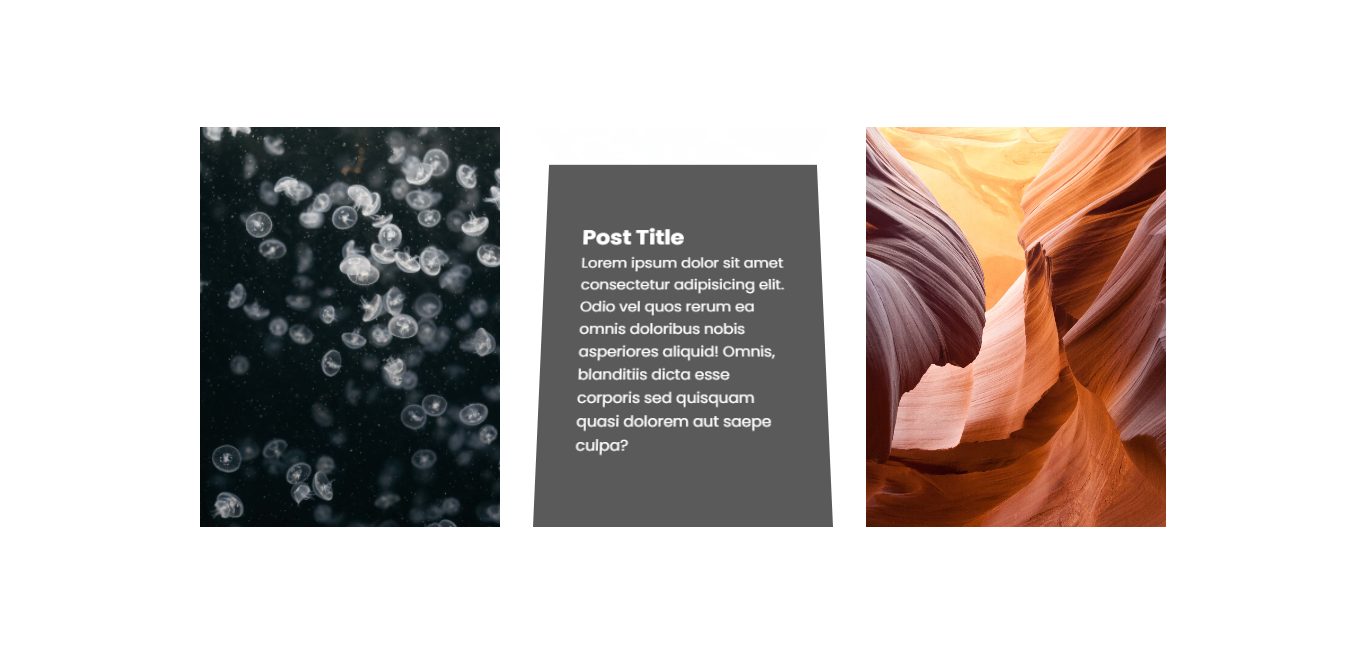 Post Title
Lorem ipsum dolor sit amet
consectetur adipisicing elit.
Odio vel quos rerum ea
omnis doloribus nobis
asperiores aliquid! Omnis,
blanditiis dicta esse
corporis sed quisquam
quasi dolorem aut saepe
culpa?